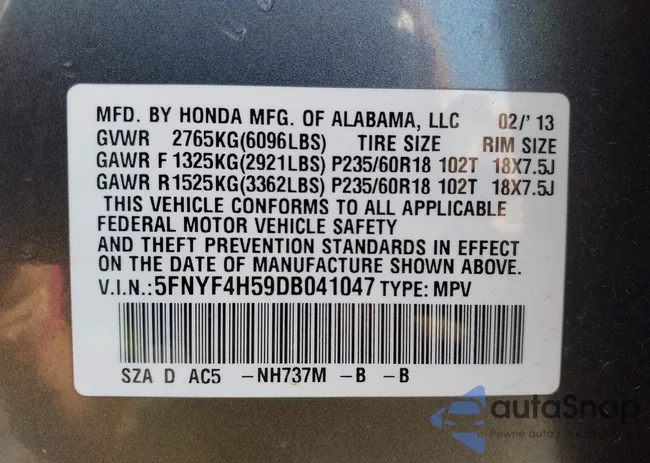 MFD. BY HONDA MFG. OF ALABAMA, LLC 02/' 13
GVWR 2765KG(6096LBS) TIRE SIZE RIM SIZE
GAWR F 1325KG(2921LBS) P235/60R18 102T 18X7.5J
GAWR R1525KG(3362LBS) P235/60R18 102T 18X7.5J
THIS VEHICLE CONFORMS TO ALL APPLICABLE
FEDERAL MOTOR VEHICLE SAFETY
AND THEFT PREVENTION STANDARDS IN EFFECT
ON THE DATE OF MANUFACTURE SHOWN ABOVE.
V.I.N.:5FNYF4H59DB041047 TYPE: MPV
SZA D AC5 -NH737M -B -B
autaSnap
Pewne auta z